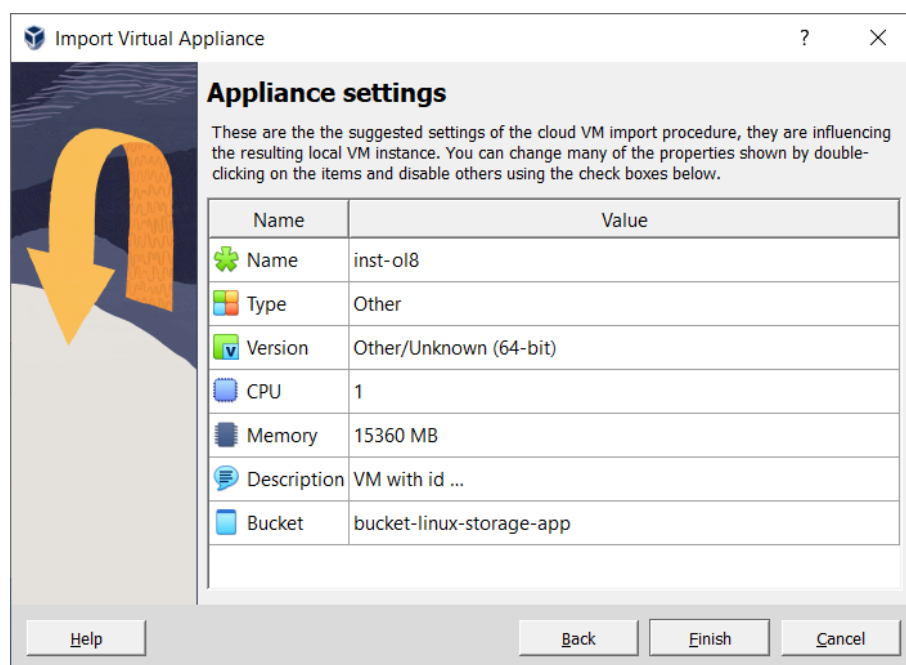 Import Virtual Appliance
?
Appliance settings
These are the the suggested settings of the cloud VM import procedure, they are influencing
the resulting local VM instance. You can change many of the properties shown by double-
clicking on the items and disable others using the check boxes below.
Name Value
Name inst-ol8
Type Other
v Version Other/Unknown (64-bit)
CPU 1
Memory 15360 MB
Description VM with id ...
Bucket bucket-linux-storage-app
Help Back Finish Cancel